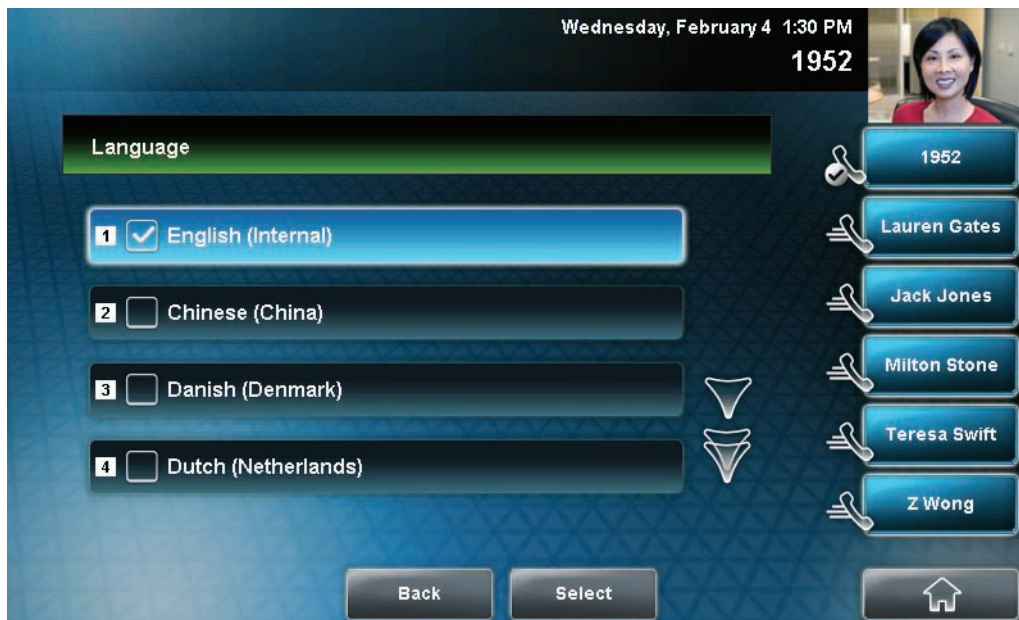 Wednesday, February 4 1:30 PM
1952
Language
1 English (Internal)
2 Chinese (China)
3 Danish (Denmark)
4 Dutch (Netherlands)
1952
Lauren Gates
Jack Jones
Milton Stone
Teresa Swift
Z Wong
Back
Select